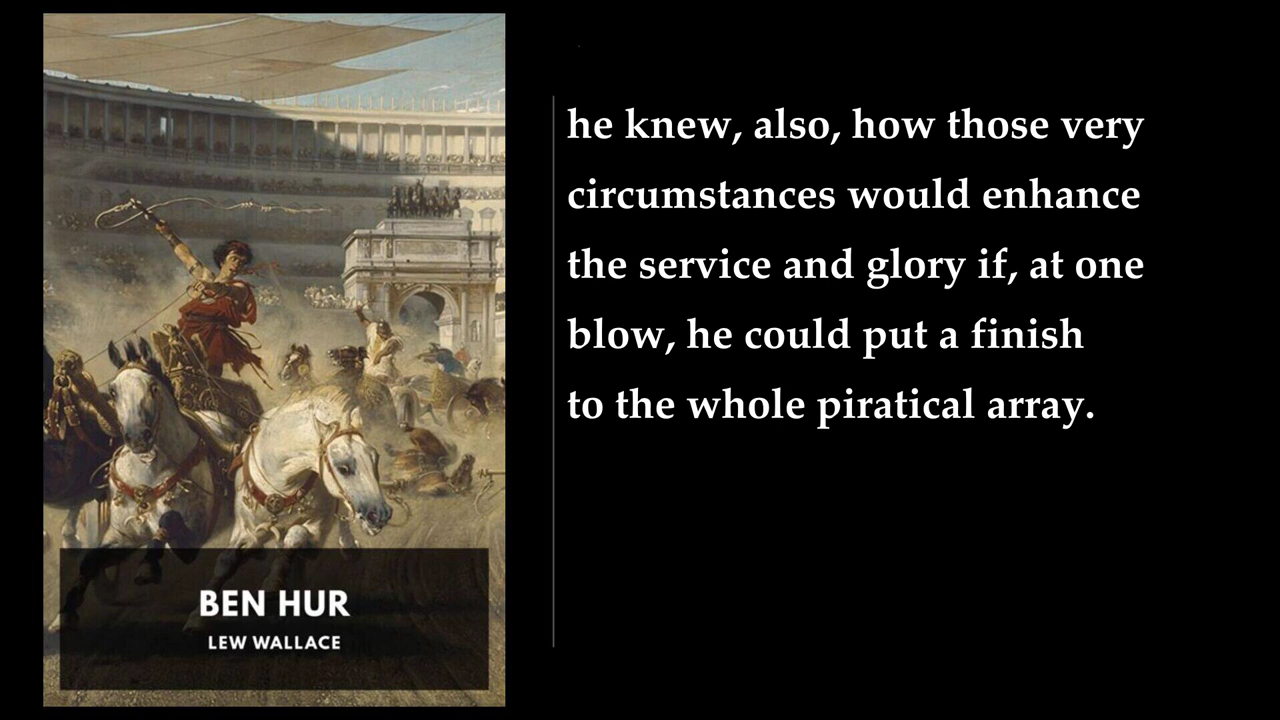 BEN HUR
LEW WALLACE
he knew, also, how those very
circumstances would enhance
the service and glory if, at one
blow, he could put a finish
to the whole piratical array.